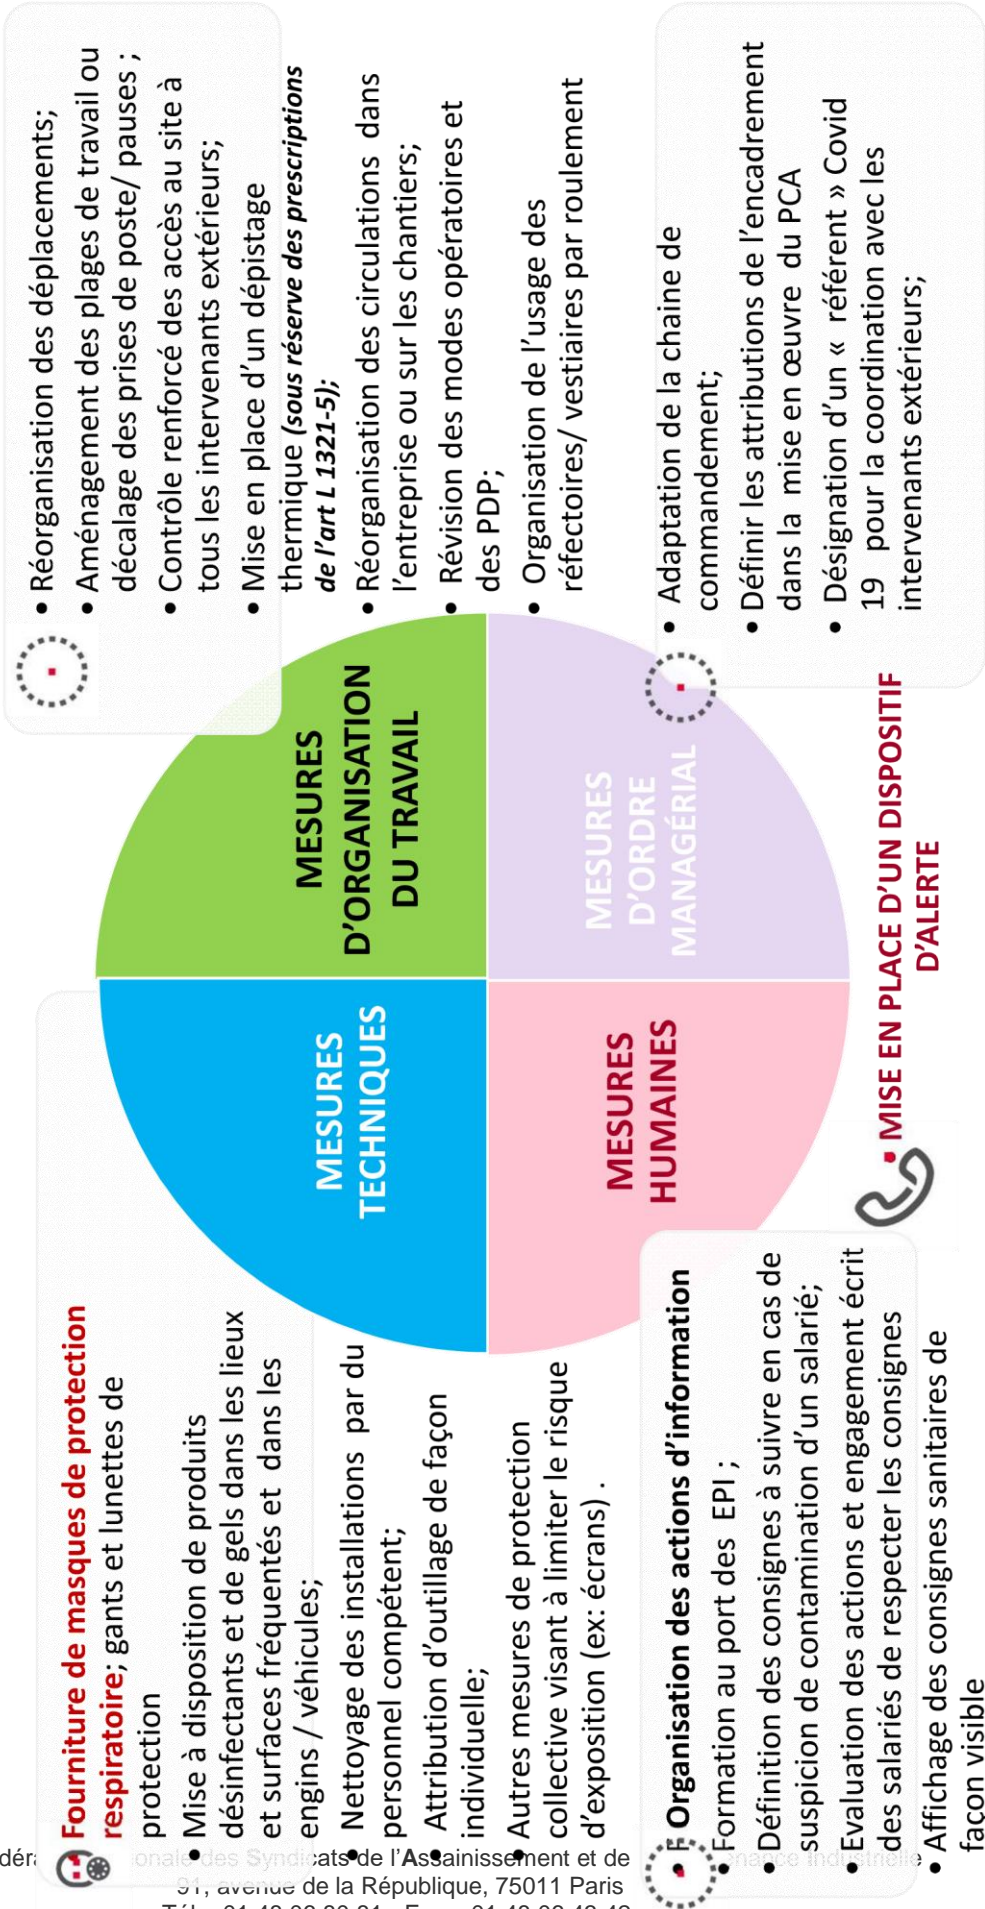 Fourniture de masques de protection
respiratoire; gants et lunettes de
protection
• Mise à disposition de produits
désinfectants et de gels dans les lieux
et surfaces fréquentés et dans les
engins / véhicules;
• Nettoyage des installations par du
personnel compétent;
• Attribution d'outillage de façon
individuelle;
• Autres mesures de protection
collective visant à limiter le risque
d'exposition (ex: écrans) .
MESURES
TECHNIQUES
MESURES
D'ORGANISATION
DU TRAVAIL
• Réorganisation des déplacements;
• Aménagement des plages de travail ou
décalage des prises de poste/ pauses ;
• Contrôle renforcé des accès au site à
tous les intervenants extérieurs;
• Mise en place d'un dépistage
thermique (sous réserve des prescriptions
de l'art L 1321-5);
• Réorganisation des circulations dans
l'entreprise ou sur les chantiers;
• Révision des modes opératoires et
des PDP;
• Organisation de l'usage des
réfectoires/ vestiaires par roulement
• Organisation des actions d'information
• Formation au port des EPI ;
• Définition des consignes à suivre en cas de
suspicion de contamination d'un salarié;
• Evaluation des actions et engagement écrit
des salariés de respecter les consignes
• Affichage des consignes sanitaires de
façon visible
MESURES
HUMAINES
MESURES
D'ORDRE
MANAGÉRIAL
• Adaptation de la chaine de
commandement;
• Définir les attributions de l'encadrement
dans la mise en œuvre du PCA
• Désignation d'un « référent » Covid
19 pour la coordination avec les
intervenants extérieurs;
• MISE EN PLACE D'UN DISPOSITIF
D'ALERTE
des Syndicats de l'Assainissement et de Industrielle
91, avenue de la République, 75011 Paris